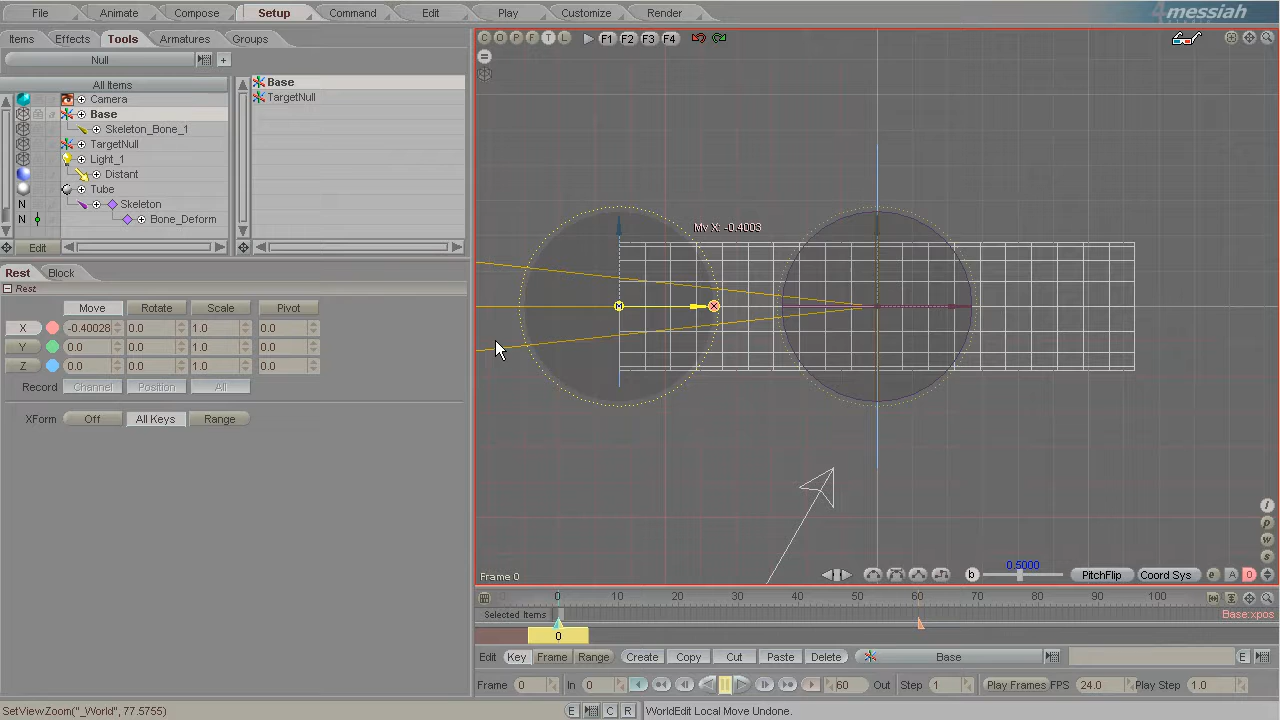 File Animate Compose Setup Command Edit Play Customize Render 4messiah
Items Effects Tools Armatures Groups
C O P F T L F1 F2 F3 F4
Null +
All Items
Camera
Base
Skeleton_Bone_1
TargetNull
Light_1
Distant
Tube
N Skeleton
N Bone_Deform
Edit
Base
TargetNull
Rest Block
Rest
Move Rotate Scale Pivot
X -0.40026 0.0 1.0 0.0
Y 0.0 0.0 1.0 0.0
Z 0.0 0.0 1.0 0.0
Record Channel Position All
XForm Off All Keys Range
Mv X: -0.4003
M X
i
p
w
s
Frame 0
b 0.5000 PitchFlip Coord Sys e A 0
0 10 20 30 40 50 60 70 80 90 100
Selected Items Base:xpos
0
Edit Key Frame Range Create Copy Cut Paste Delete Base E
Frame 0 In 0 60 Out Step 1 Play Frames FPS 24.0 Play Step 1.0
SetViewZoom("_World", 77.5755) E C R WorldEdit Local Move Undone.